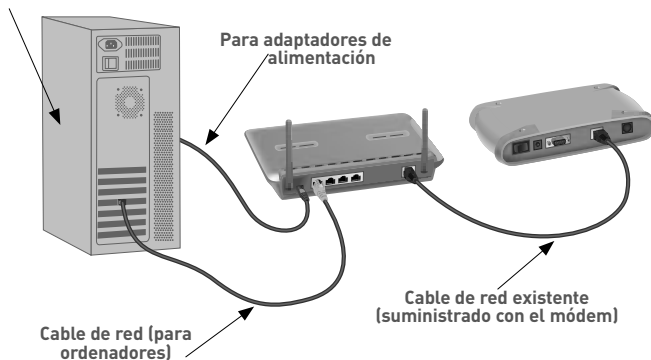 Para adaptadores de
alimentación
Cable de red existente
(suministrado con el módem)
Cable de red (para
ordenadores)